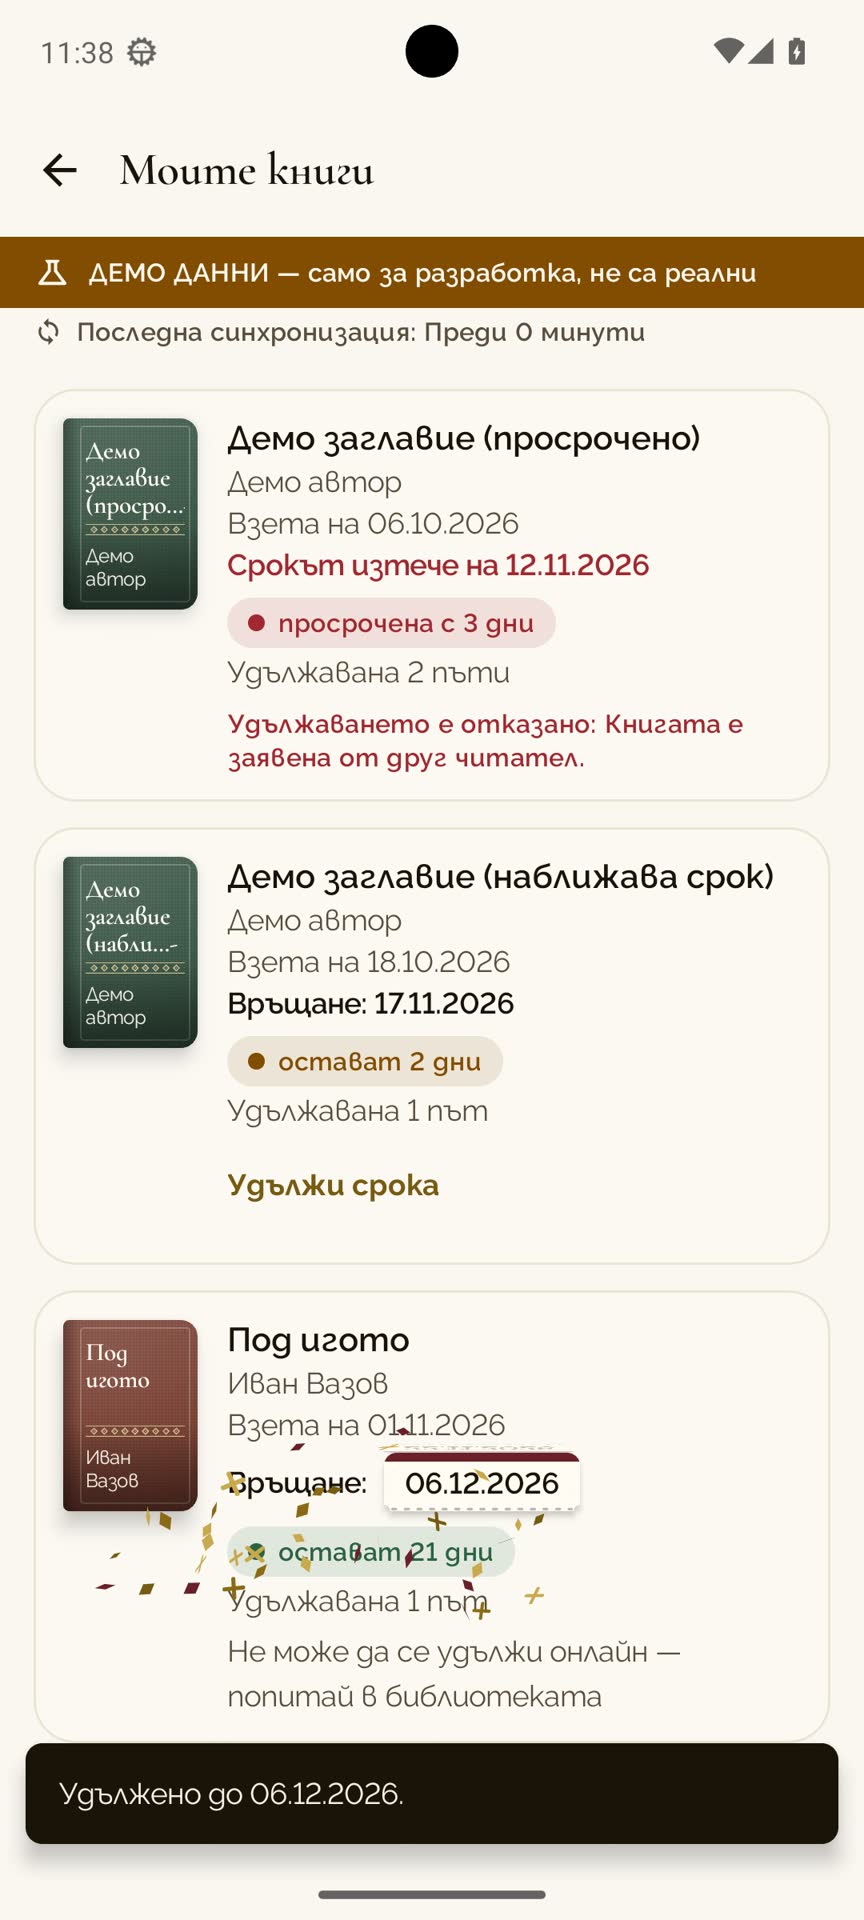 11:38
Моите книги
ДЕМО ДАННИ — само за разработка, не са реални
Последна синхронизация: Преди 0 минути
Демо
заглавие
(просро...
Демо
автор
Демо заглавие (просрочено)
Демо автор
Взета на 06.10.2026
Срокът изтече на 12.11.2026
просрочена с 3 дни
Удължавана 2 пъти
Удължаването е отказано: Книгата е
заявена от друг читател.
Демо
заглавие
(набли...-
Демо
автор
Демо заглавие (наближава срок)
Демо автор
Взета на 18.10.2026
Връщане: 17.11.2026
остават 2 дни
Удължавана 1 път
Удължи срока
Под
игото
Иван
Вазов
Под игото
Иван Вазов
Взета на 01.11.2026
Връщане: 06.12.2026
остават 21 дни
Удължавана 1 път
Не може да се удължи онлайн —
попитай в библиотеката
Удължено до 06.12.2026.